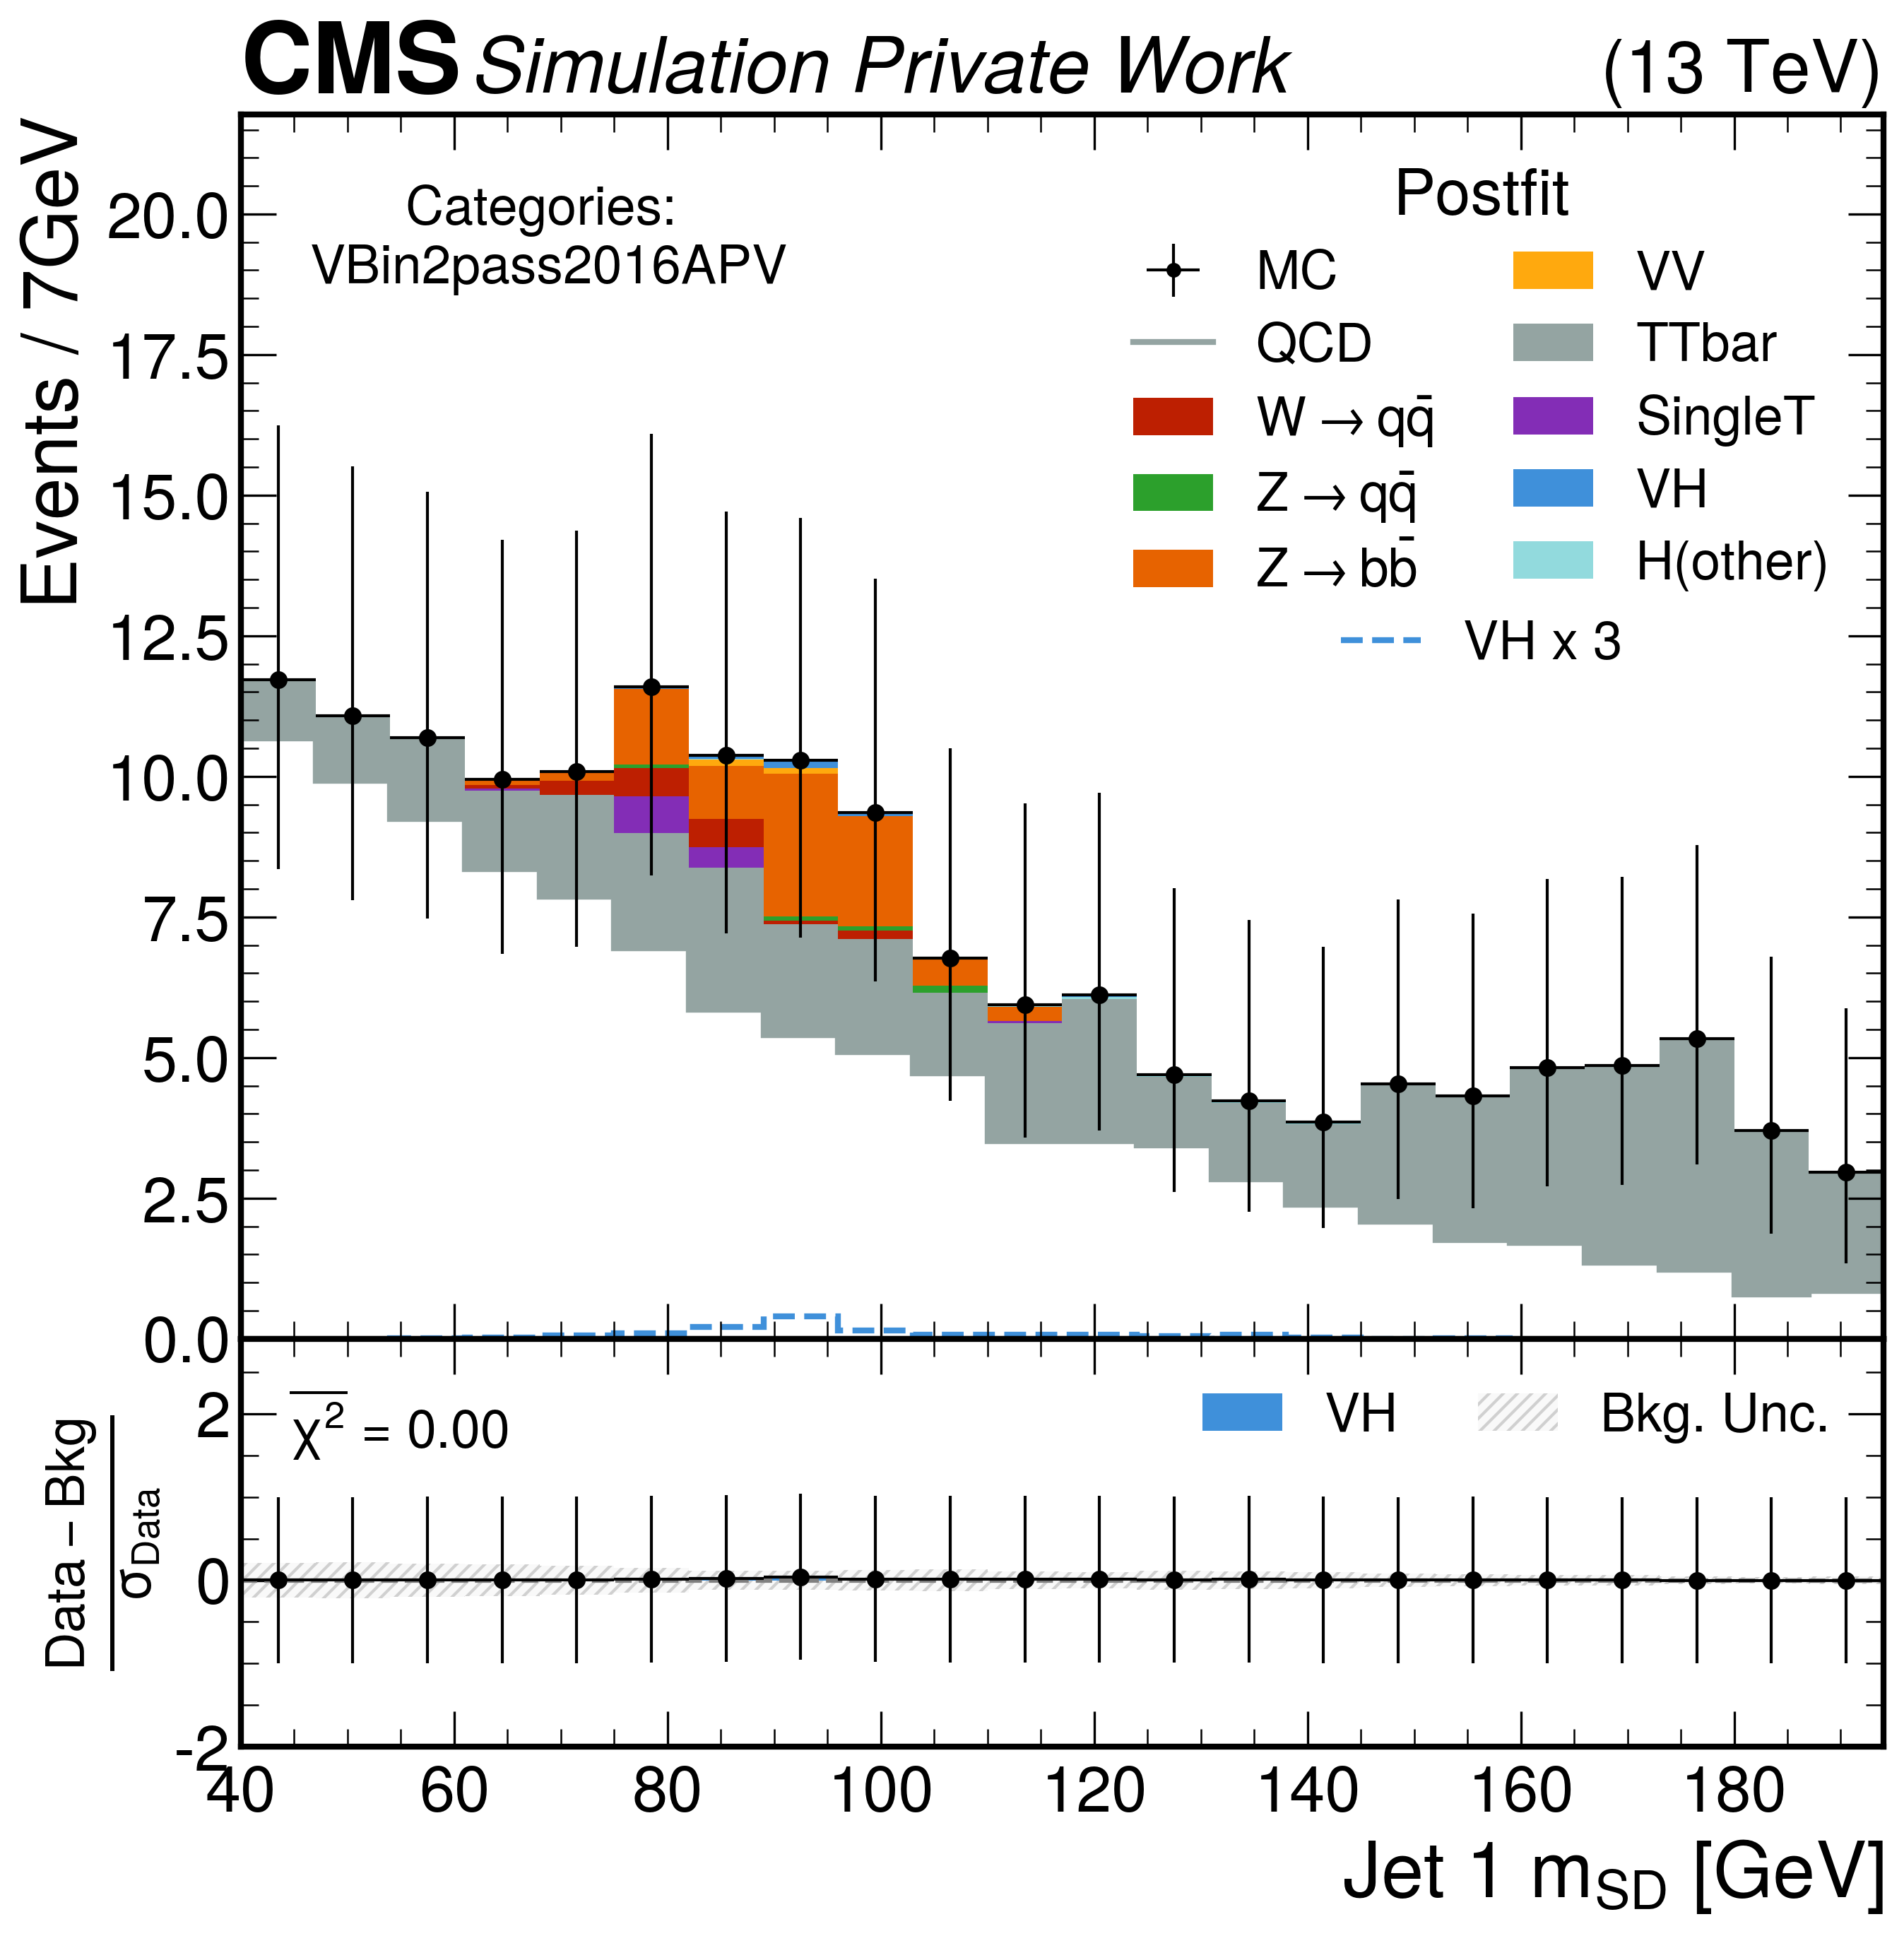 CMS Simulation Private Work (13 TeV)
Events / 7GeV
Categories:
VBin2pass2016APV
Postfit
MC VV
QCD TTbar
W → qq̄ SingleT
Z → qq̄ VH
Z → bb̄ H(other)
VH x 3
20.0
17.5
15.0
12.5
10.0
7.5
5.0
2.5
0.0
Data − Bkg
σData
χ² = 0.00
VH Bkg. Unc.
2
0
-2
40 60 80 100 120 140 160 180
Jet 1 mSD [GeV]